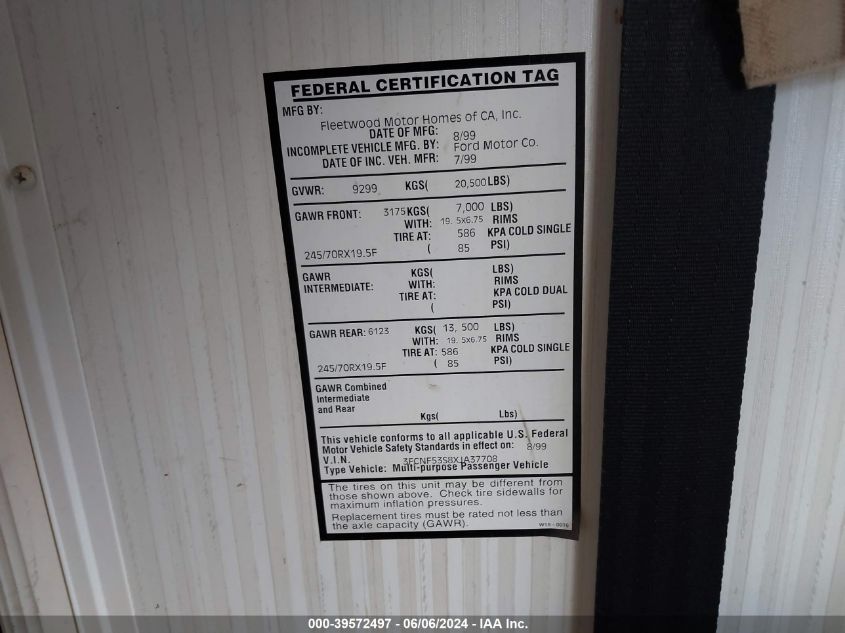 FEDERAL CERTIFICATION TAG
MFG BY:
Fleetwood Motor Homes of CA, Inc.
DATE OF MFG: 8/99
INCOMPLETE VEHICLE MFG. BY: Ford Motor Co.
DATE OF INC. VEH. MFR: 7/99
GVWR: 9299 KGS( 20,500 LBS)
GAWR FRONT: 3175 KGS( 7,000 LBS)
WITH: 19. 5x6.75 RIMS
TIRE AT: 586 KPA COLD SINGLE
245/70RX19.5F ( 85 PSI)
GAWR KGS( LBS)
INTERMEDIATE: WITH: RIMS
TIRE AT: KPA COLD DUAL
( PSI)
GAWR REAR: 6123 KGS( 13, 500 LBS)
WITH: 19. 5x6.75 RIMS
TIRE AT: 586 KPA COLD SINGLE
245/70RX19.5F ( 85 PSI)
GAWR Combined
Intermediate
and Rear
Kgs( Lbs)
This vehicle conforms to all applicable U.S. Federal
Motor Vehicle Safety Standards in effect on: 8/99
V.I.N. 3FCNF53S8XJA37708
Type Vehicle: Multi-purpose Passenger Vehicle
The tires on this unit may be different from
those shown above. Check tire sidewalls for
maximum inflation pressures.
Replacement tires must be rated not less than
the axle capacity (GAWR).
000-39572497 - 06/06/2024 - IAA Inc.